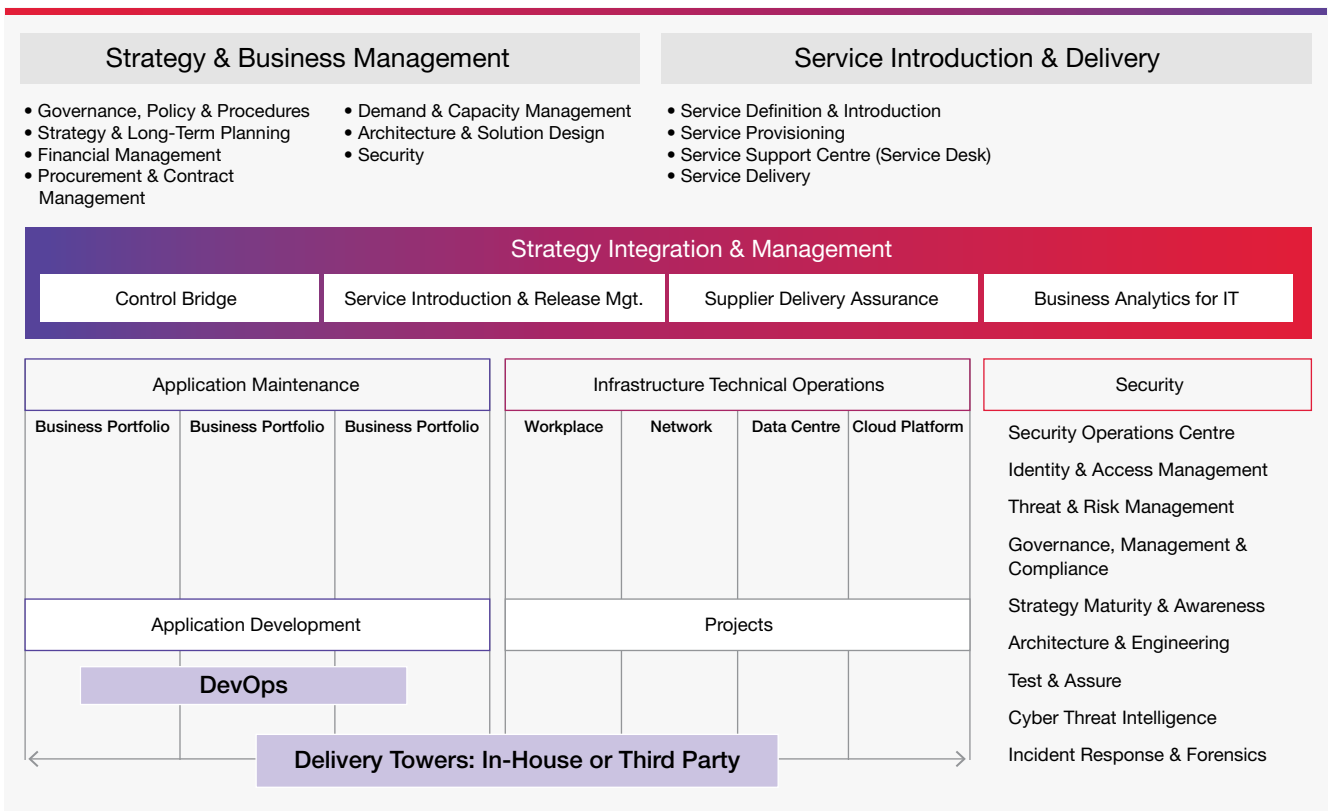 Strategy & Business Management
• Governance, Policy & Procedures
• Strategy & Long-Term Planning
• Financial Management
• Procurement & Contract
Management
• Demand & Capacity Management
• Architecture & Solution Design
• Security
Service Introduction & Delivery
• Service Definition & Introduction
• Service Provisioning
• Service Support Centre (Service Desk)
• Service Delivery
Strategy Integration & Management
Control Bridge
Service Introduction & Release Mgt.
Supplier Delivery Assurance
Business Analytics for IT
Application Maintenance
Business Portfolio
Business Portfolio
Business Portfolio
Application Development
DevOps
Infrastructure Technical Operations
Workplace
Network
Data Centre
Cloud Platform
Projects
Delivery Towers: In-House or Third Party
Security
Security Operations Centre
Identity & Access Management
Threat & Risk Management
Governance, Management &
Compliance
Strategy Maturity & Awareness
Architecture & Engineering
Test & Assure
Cyber Threat Intelligence
Incident Response & Forensics